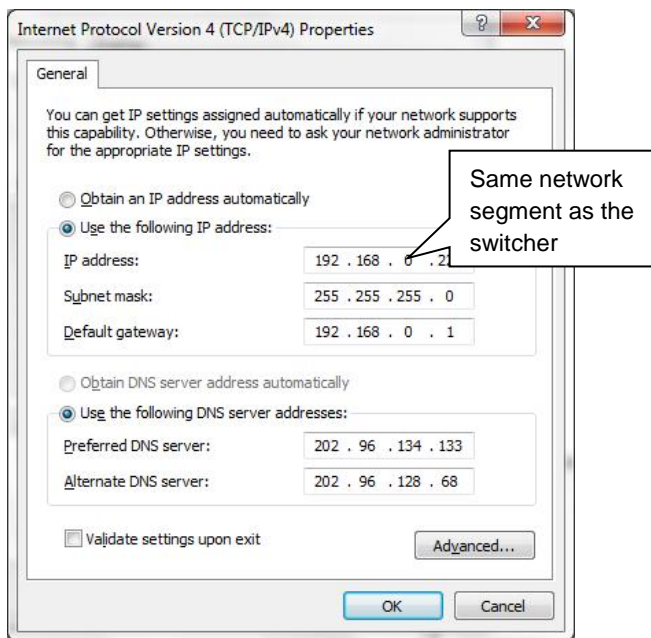 Internet Protocol Version 4 (TCP/IPv4) Properties
General
You can get IP settings assigned automatically if your network supports
this capability. Otherwise, you need to ask your network administrator
for the appropriate IP settings.
Obtain an IP address automatically
Use the following IP address:
IP address: 192 . 168 . 0 .
Subnet mask: 255 . 255 . 255 . 0
Default gateway: 192 . 168 . 0 . 1
Same network
segment as the
switcher
Obtain DNS server address automatically
Use the following DNS server addresses:
Preferred DNS server: 202 . 96 . 134 . 133
Alternate DNS server: 202 . 96 . 128 . 68
Validate settings upon exit
Advanced...
OK
Cancel